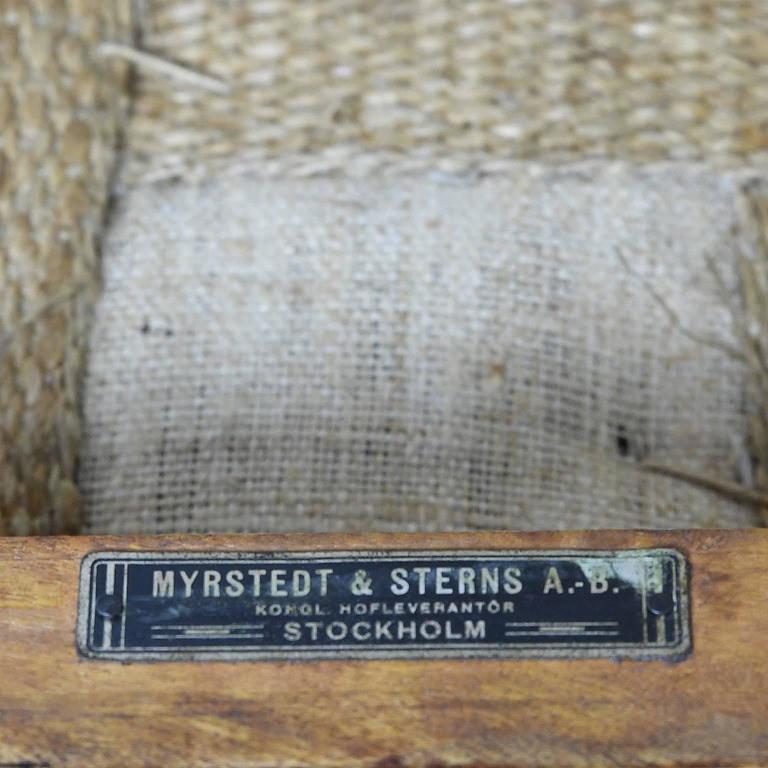 MYRSTEDT & STERNS A.-B.
KONGL. HOFLEVERANTÖR
STOCKHOLM